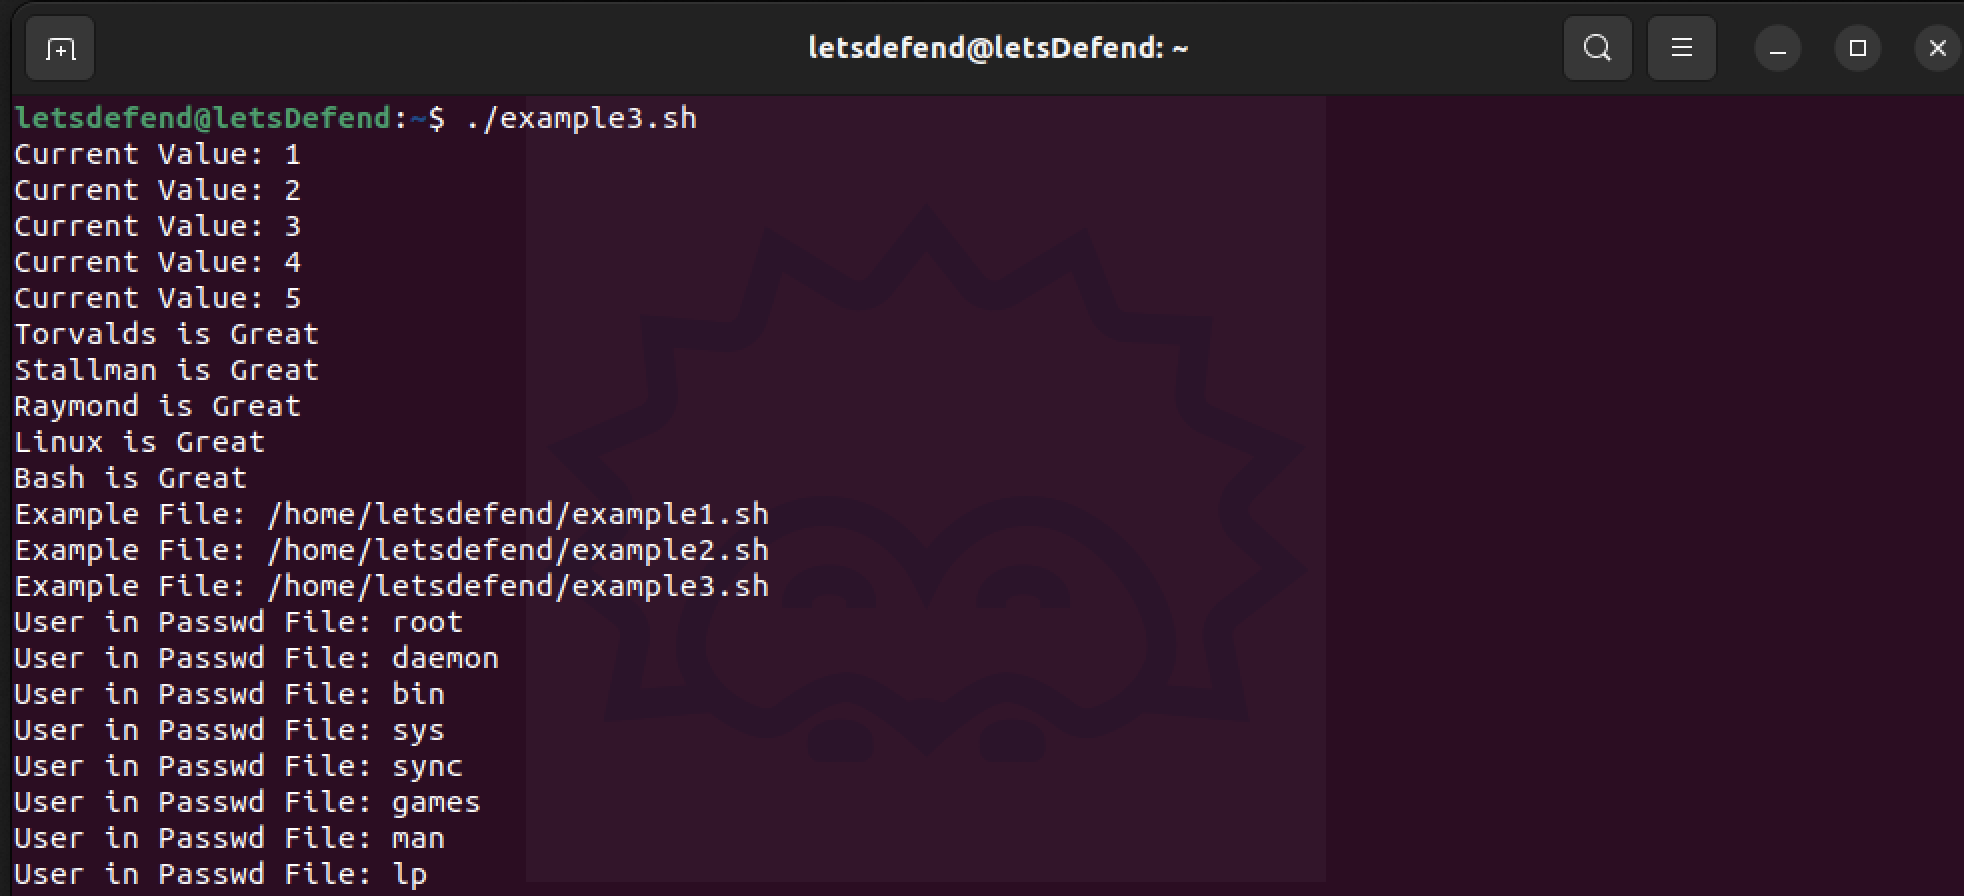 letsdefend@letsDefend: ~
letsdefend@letsDefend:~$ ./example3.sh
Current Value: 1
Current Value: 2
Current Value: 3
Current Value: 4
Current Value: 5
Torvalds is Great
Stallman is Great
Raymond is Great
Linux is Great
Bash is Great
Example File: /home/letsdefend/example1.sh
Example File: /home/letsdefend/example2.sh
Example File: /home/letsdefend/example3.sh
User in Passwd File: root
User in Passwd File: daemon
User in Passwd File: bin
User in Passwd File: sys
User in Passwd File: sync
User in Passwd File: games
User in Passwd File: man
User in Passwd File: lp